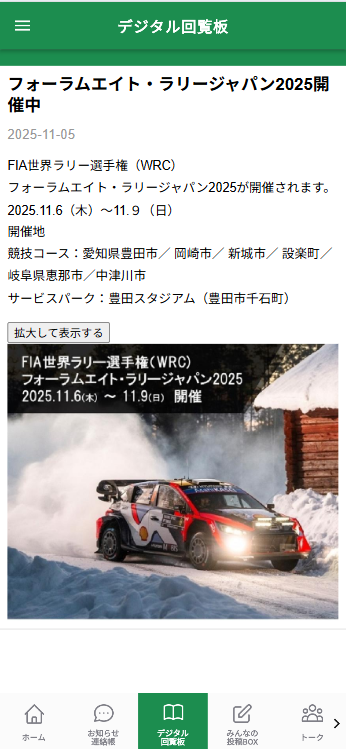 デジタル回覧板
フォーラムエイト・ラリージャパン2025開
催中
2025-11-05
FIA世界ラリー選手権（WRC）
フォーラムエイト・ラリージャパン2025が開催されます。
2025.11.6（木）～11.９（日）
開催地
競技コース：愛知県豊田市／ 岡崎市／ 新城市／ 設楽町／
岐阜県恵那市／中津川市
サービスパーク：豊田スタジアム（豊田市千石町）
拡大して表示する
FIA世界ラリー選手権（WRC）
フォーラムエイト・ラリージャパン2025
2025.11.6(木) ～ 11.9(日) 開催
ホーム
お知らせ
連絡帳
デジタル
回覧板
みんなの
投稿BOX
トーク